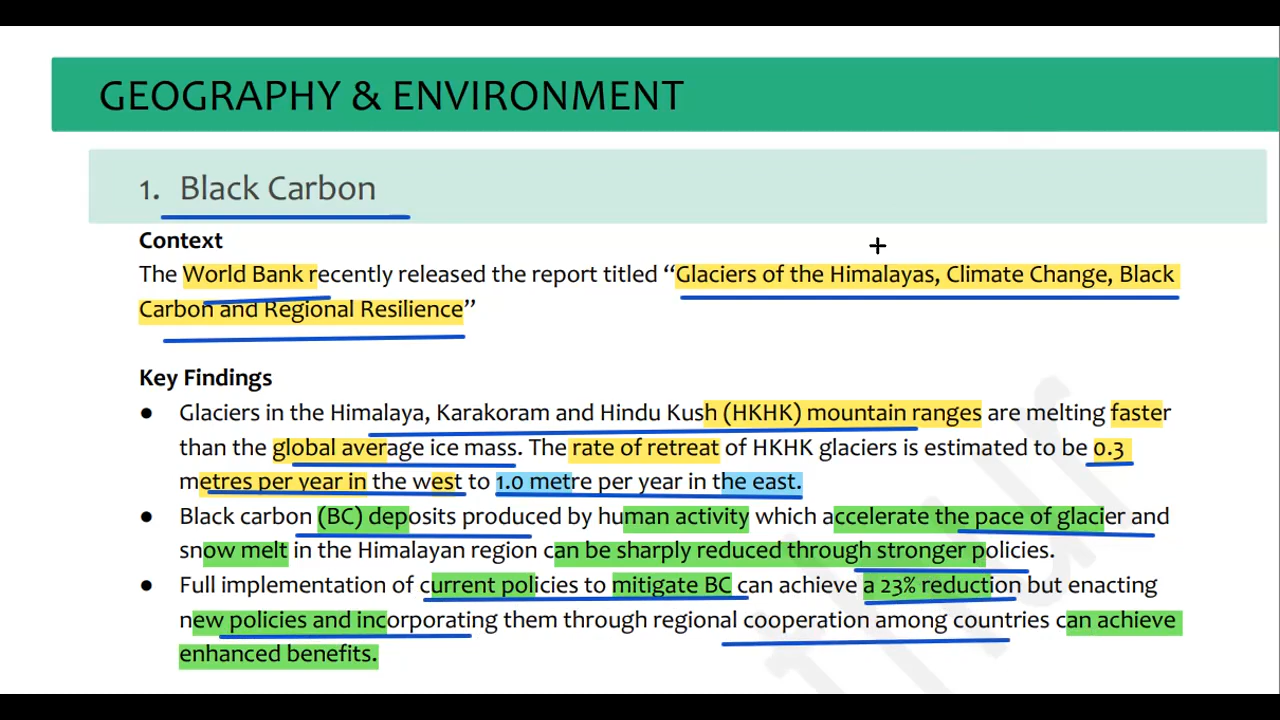 GEOGRAPHY & ENVIRONMENT
1. Black Carbon
Context
The World Bank recently released the report titled “Glaciers of the Himalayas, Climate Change, Black
Carbon and Regional Resilience”
Key Findings
● Glaciers in the Himalaya, Karakoram and Hindu Kush (HKHK) mountain ranges are melting faster
than the global average ice mass. The rate of retreat of HKHK glaciers is estimated to be 0.3
metres per year in the west to 1.0 metre per year in the east.
● Black carbon (BC) deposits produced by human activity which accelerate the pace of glacier and
snow melt in the Himalayan region can be sharply reduced through stronger policies.
● Full implementation of current policies to mitigate BC can achieve a 23% reduction but enacting
new policies and incorporating them through regional cooperation among countries can achieve
enhanced benefits.